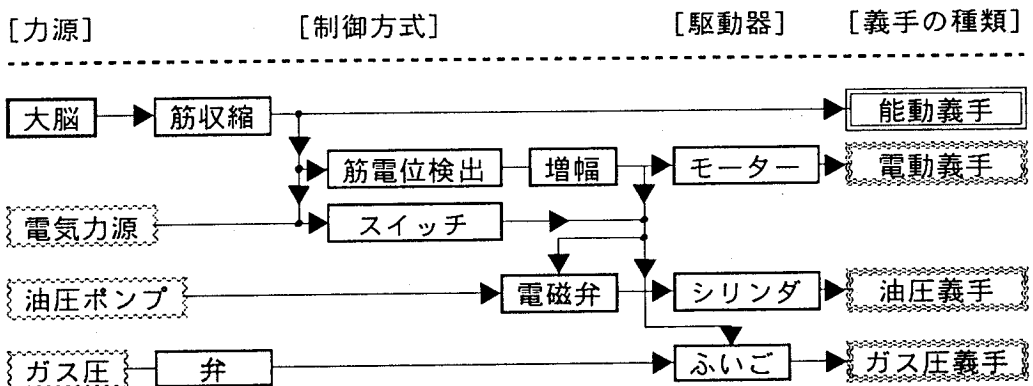 [力源] [制御方式] [駆動器] [義手の種類]
大脳 筋収縮 能動義手
筋電位検出 増幅 モーター 電動義手
電気力源 スイッチ
油圧ポンプ 電磁弁 シリンダ 油圧義手
ガス圧 弁 ふいご ガス圧義手